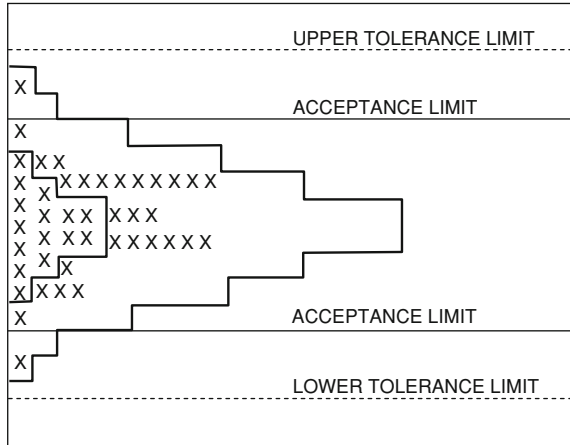 UPPER TOLERANCE LIMIT
X
ACCEPTANCE LIMIT
X
X X X
X X X X X X X X X X
X
X
X X X X X X
X
X X X X X X X X X
X
X X
X
X X X X
X
ACCEPTANCE LIMIT
X
LOWER TOLERANCE LIMIT